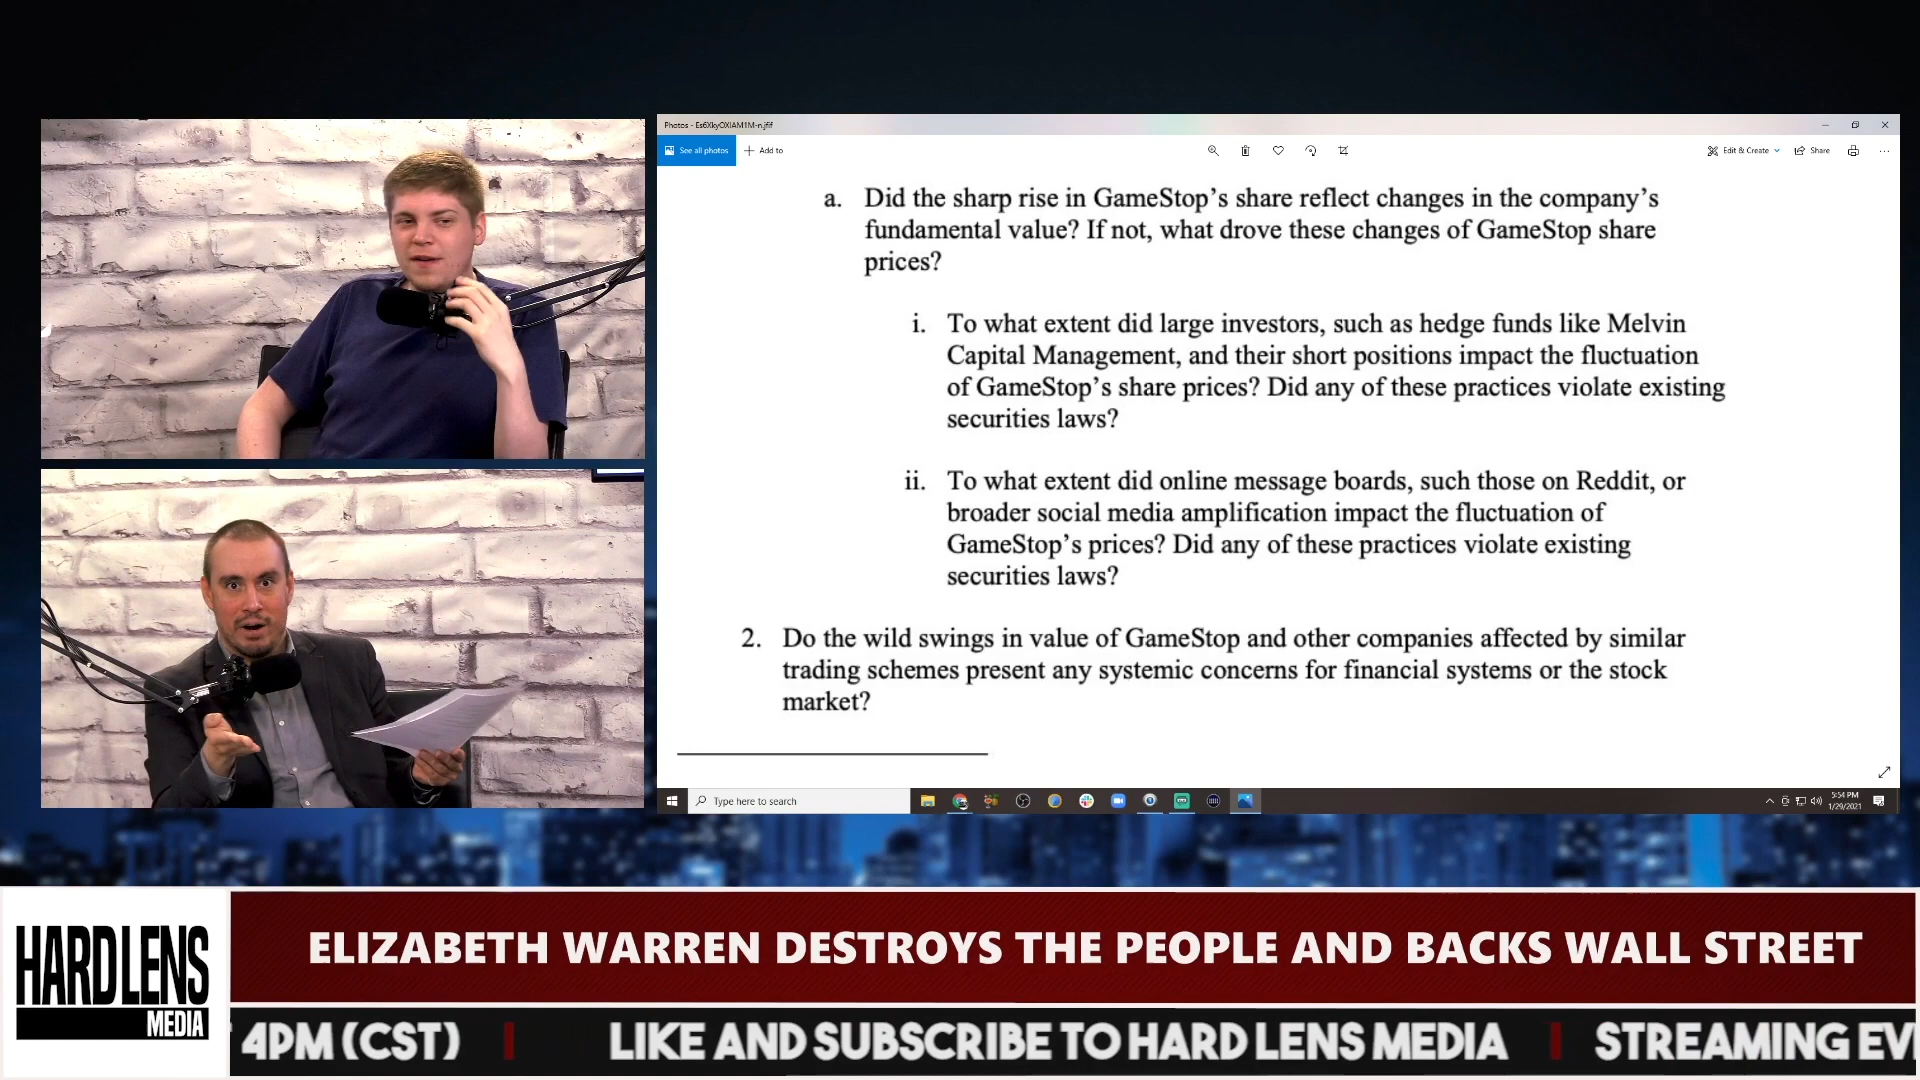 Photos - Es6XkyOXIAM1M-n.jfif
See all photos
Add to
Edit & Create
Share
a. Did the sharp rise in GameStop's share reflect changes in the company's
fundamental value? If not, what drove these changes of GameStop share
prices?
i. To what extent did large investors, such as hedge funds like Melvin
Capital Management, and their short positions impact the fluctuation
of GameStop's share prices? Did any of these practices violate existing
securities laws?
ii. To what extent did online message boards, such those on Reddit, or
broader social media amplification impact the fluctuation of
GameStop's prices? Did any of these practices violate existing
securities laws?
2. Do the wild swings in value of GameStop and other companies affected by similar
trading schemes present any systemic concerns for financial systems or the stock
market?
Type here to search
5:54 PM
1/29/2021
HARD LENS
MEDIA
ELIZABETH WARREN DESTROYS THE PEOPLE AND BACKS WALL STREET
4PM (CST) | LIKE AND SUBSCRIBE TO HARD LENS MEDIA | STREAMING EV